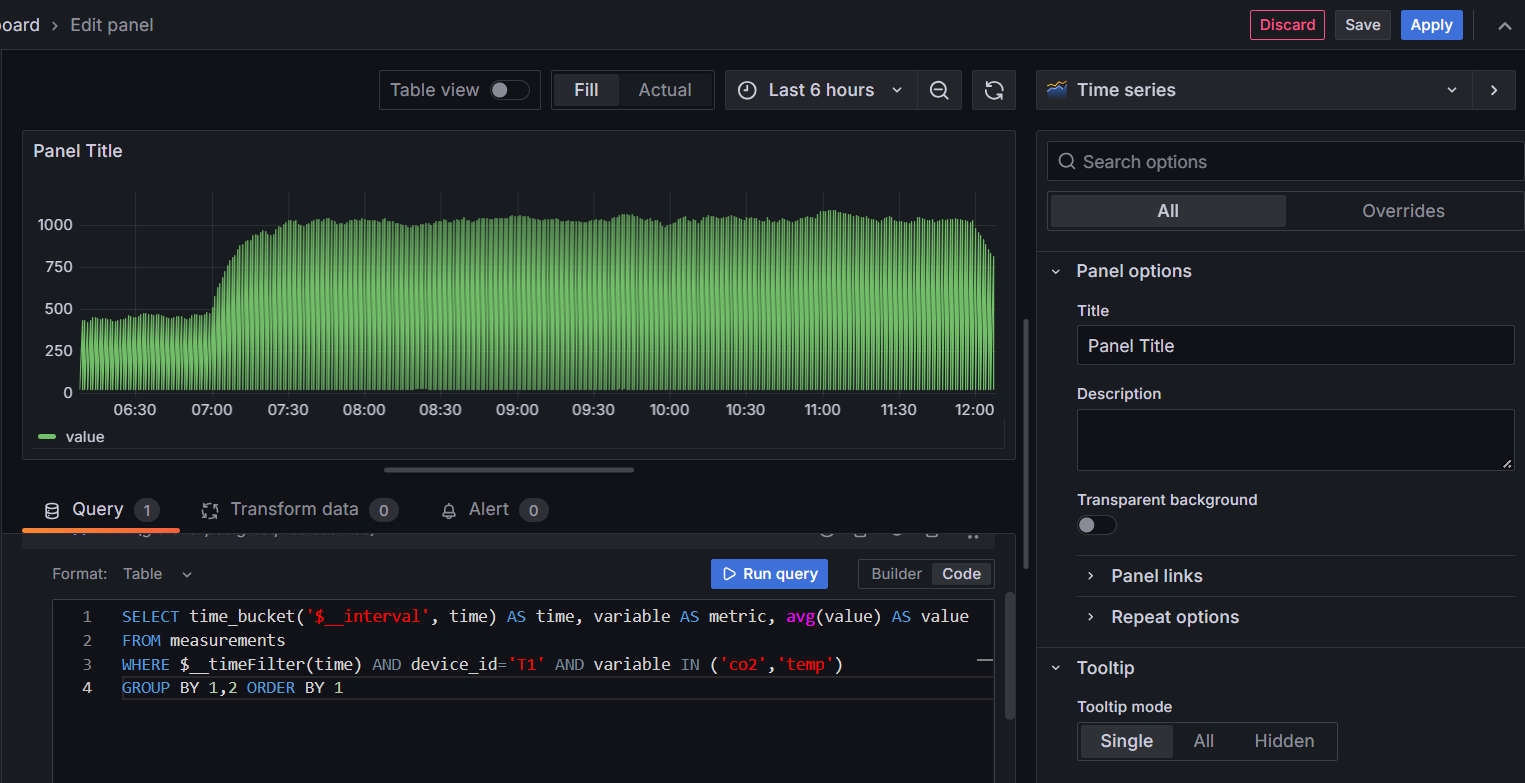 board › Edit panel
Discard Save Apply
Table view Fill Actual Last 6 hours Time series
Panel Title
1000
750
500
250
0
06:30 07:00 07:30 08:00 08:30 09:00 09:30 10:00 10:30 11:00 11:30 12:00
value
Query 1 Transform data 0 Alert 0
Format: Table Run query Builder Code
1 SELECT time_bucket('$__interval', time) AS time, variable AS metric, avg(value) AS value
2 FROM measurements
3 WHERE $__timeFilter(time) AND device_id='T1' AND variable IN ('co2','temp')
4 GROUP BY 1,2 ORDER BY 1
Search options
All Overrides
Panel options
Title
Panel Title
Description
Transparent background
Panel links
Repeat options
Tooltip
Tooltip mode
Single All Hidden